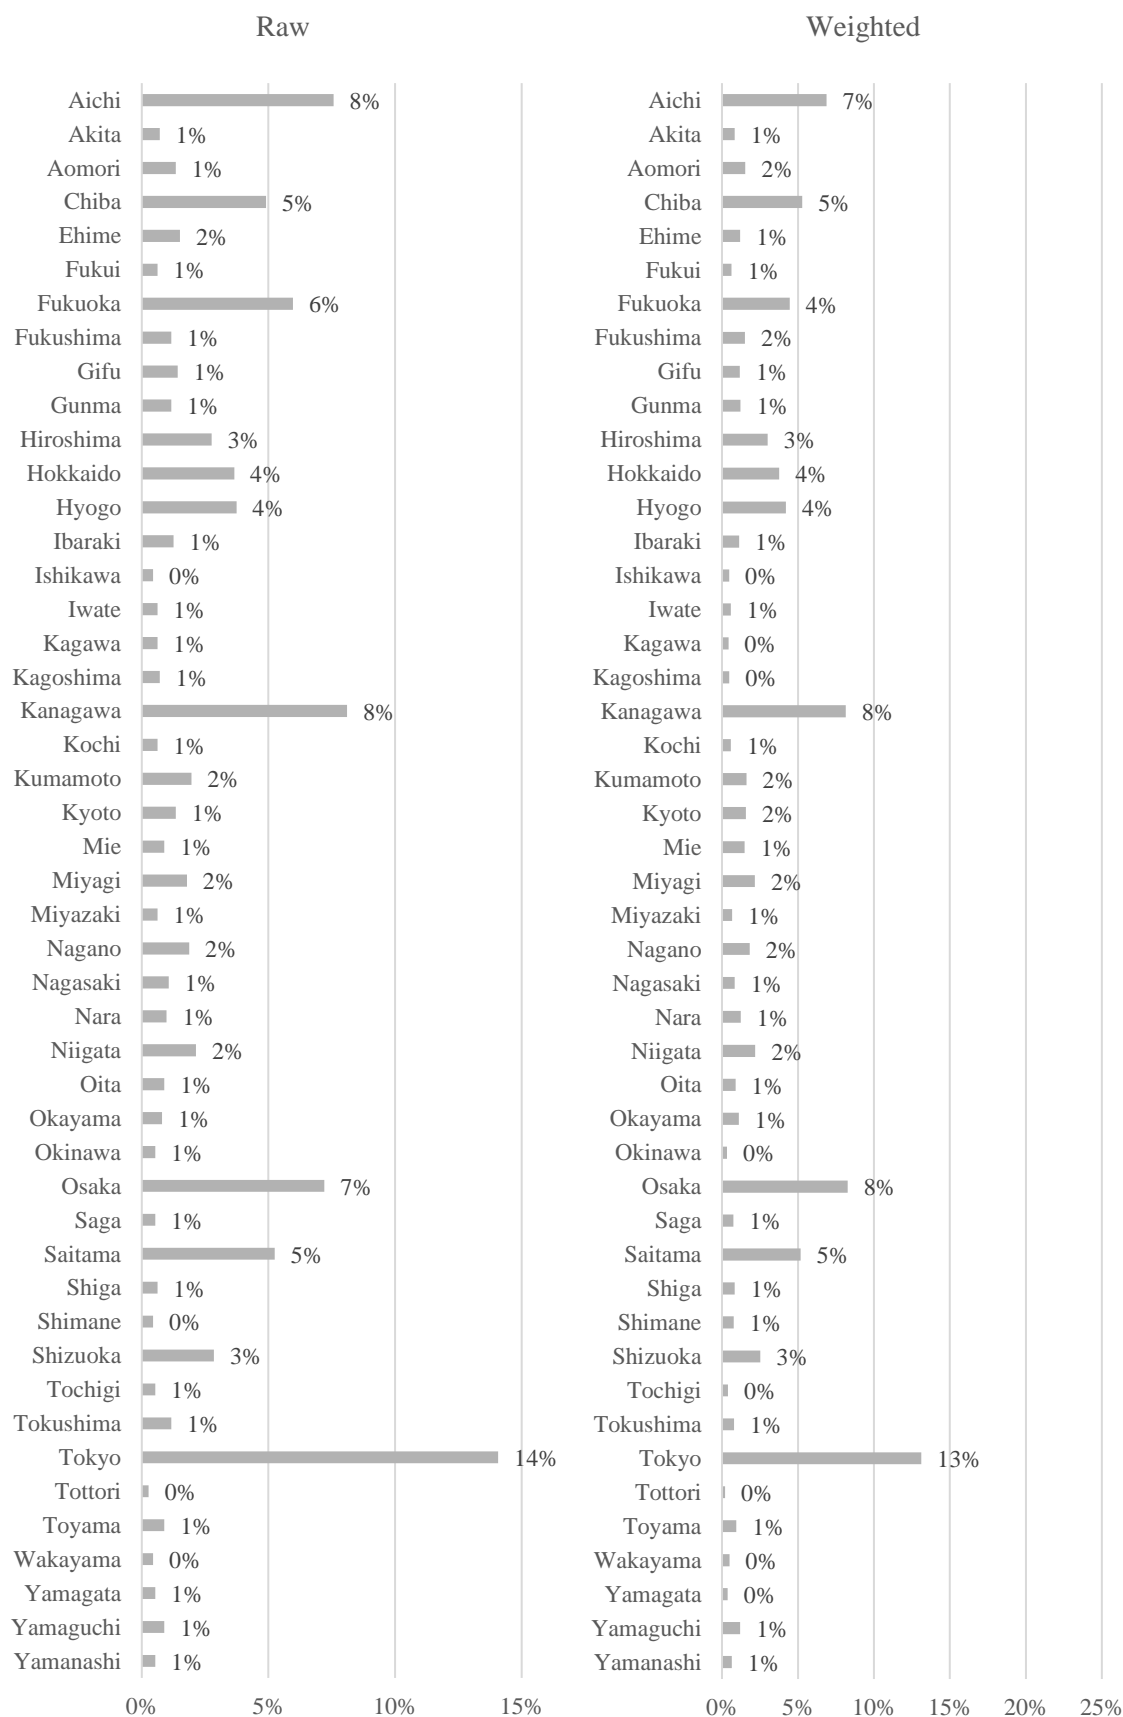 Raw
Aichi 8%
Akita 1%
Aomori 1%
Chiba 5%
Ehime 2%
Fukui 1%
Fukuoka 6%
Fukushima 1%
Gifu 1%
Gunma 1%
Hiroshima 3%
Hokkaido 4%
Hyogo 4%
Ibaraki 1%
Ishikawa 0%
Iwate 1%
Kagawa 1%
Kagoshima 1%
Kanagawa 8%
Kochi 1%
Kumamoto 2%
Kyoto 1%
Mie 1%
Miyagi 2%
Miyazaki 1%
Nagano 2%
Nagasaki 1%
Nara 1%
Niigata 2%
Oita 1%
Okayama 1%
Okinawa 1%
Osaka 7%
Saga 1%
Saitama 5%
Shiga 1%
Shimane 0%
Shizuoka 3%
Tochigi 1%
Tokushima 1%
Tokyo 14%
Tottori 0%
Toyama 1%
Wakayama 0%
Yamagata 1%
Yamaguchi 1%
Yamanashi 1%
0% 5% 10% 15%
Weighted
Aichi 7%
Akita 1%
Aomori 2%
Chiba 5%
Ehime 1%
Fukui 1%
Fukuoka 4%
Fukushima 2%
Gifu 1%
Gunma 1%
Hiroshima 3%
Hokkaido 4%
Hyogo 4%
Ibaraki 1%
Ishikawa 0%
Iwate 1%
Kagawa 0%
Kagoshima 0%
Kanagawa 8%
Kochi 1%
Kumamoto 2%
Kyoto 2%
Mie 1%
Miyagi 2%
Miyazaki 1%
Nagano 2%
Nagasaki 1%
Nara 1%
Niigata 2%
Oita 1%
Okayama 1%
Okinawa 0%
Osaka 8%
Saga 1%
Saitama 5%
Shiga 1%
Shimane 1%
Shizuoka 3%
Tochigi 0%
Tokushima 1%
Tokyo 13%
Tottori 0%
Toyama 1%
Wakayama 0%
Yamagata 0%
Yamaguchi 1%
Yamanashi 1%
0% 5% 10% 15% 20% 25%